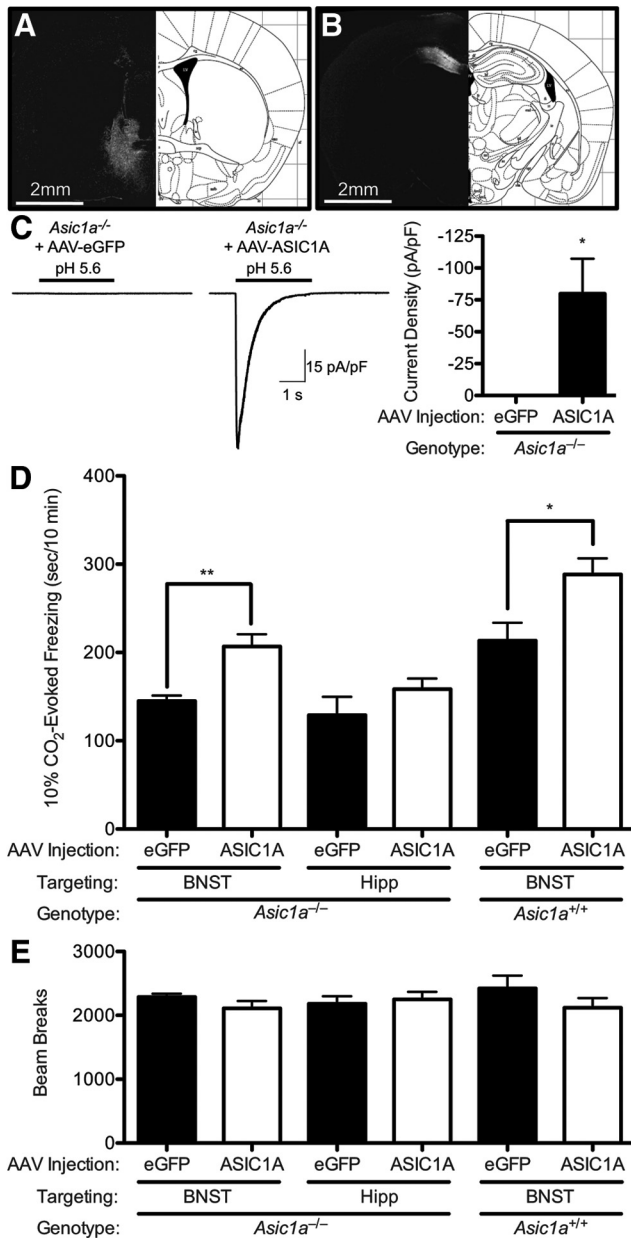 A
2mm
B
2mm
C
Asic1a-/-
+ AAV-eGFP
pH 5.6
Asic1a-/-
+ AAV-ASIC1A
pH 5.6
15 pA/pF
1 s
Current Density (pA/pF)
-125
-100
-75
-50
-25
0
*
AAV Injection: eGFP ASIC1A
Genotype: Asic1a–/–
D
10% CO2-Evoked Freezing (sec/10 min)
400
300
200
100
0
**
*
AAV Injection: eGFP ASIC1A eGFP ASIC1A eGFP ASIC1A
Targeting: BNST Hipp BNST
Genotype: Asic1a–/– Asic1a+/+
E
Beam Breaks
3000
2000
1000
0
AAV Injection: eGFP ASIC1A eGFP ASIC1A eGFP ASIC1A
Targeting: BNST Hipp BNST
Genotype: Asic1a–/– Asic1a+/+